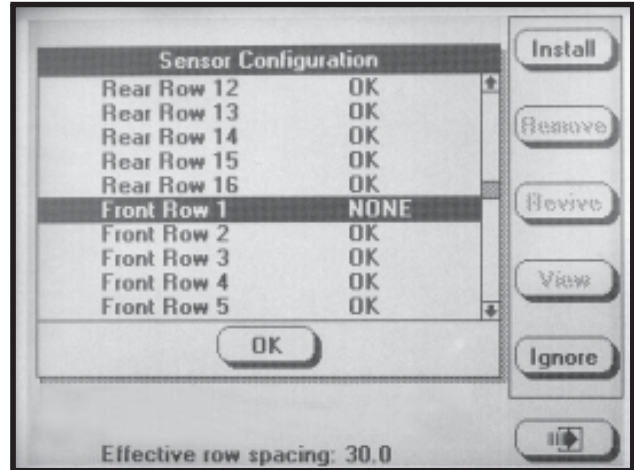 Sensor Configuration
Rear Row 12 OK
Rear Row 13 OK
Rear Row 14 OK
Rear Row 15 OK
Rear Row 16 OK
Front Row 1 NONE
Front Row 2 OK
Front Row 3 OK
Front Row 4 OK
Front Row 5 OK
OK
Effective row spacing: 30.0
Install
Remove
Revive
View
Ignore